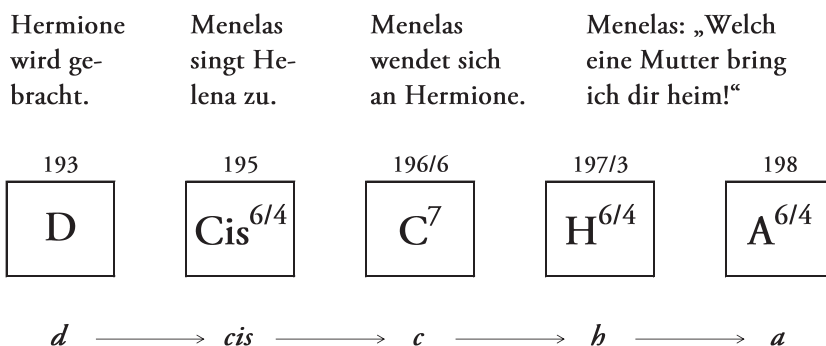 Hermione
wird ge-
bracht.
Menelas
singt He-
lena zu.
Menelas
wendet sich
an Hermione.
Menelas: „Welch
eine Mutter bring
ich dir heim!“
193 195 196/6 197/3 198
D Cis6/4 C7 H6/4 A6/4
d → cis → c → h → a